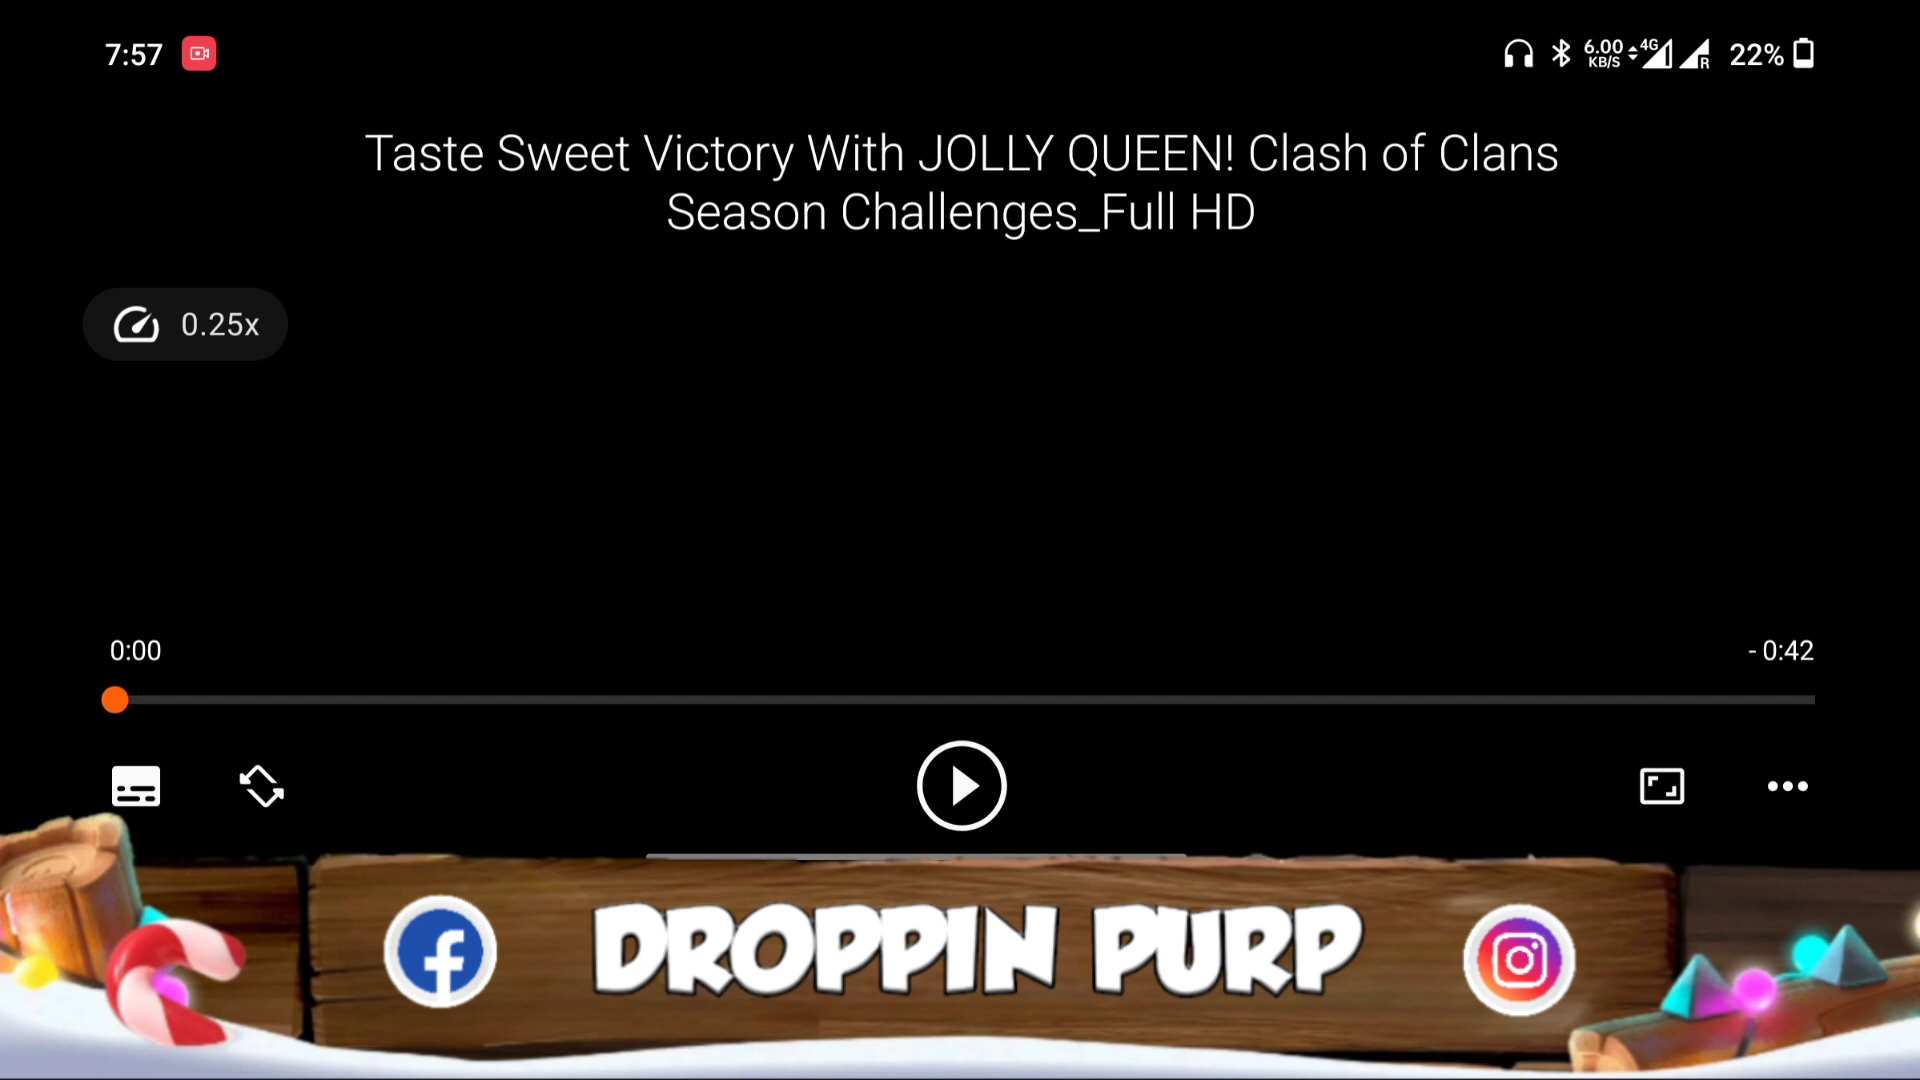 7:57
6.00 KB/S 4G R 22%
Taste Sweet Victory With JOLLY QUEEN! Clash of Clans
Season Challenges_Full HD
0.25x
0:00
- 0:42
DROPPIN PURP